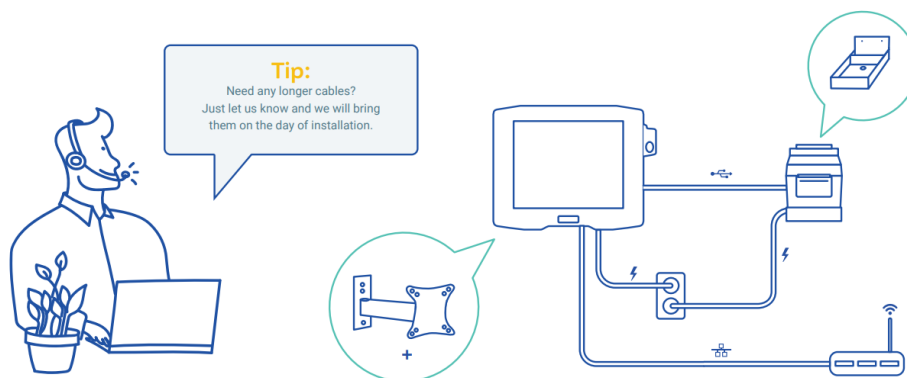 Tip:
Need any longer cables?
Just let us know and we will bring
them on the day of installation.